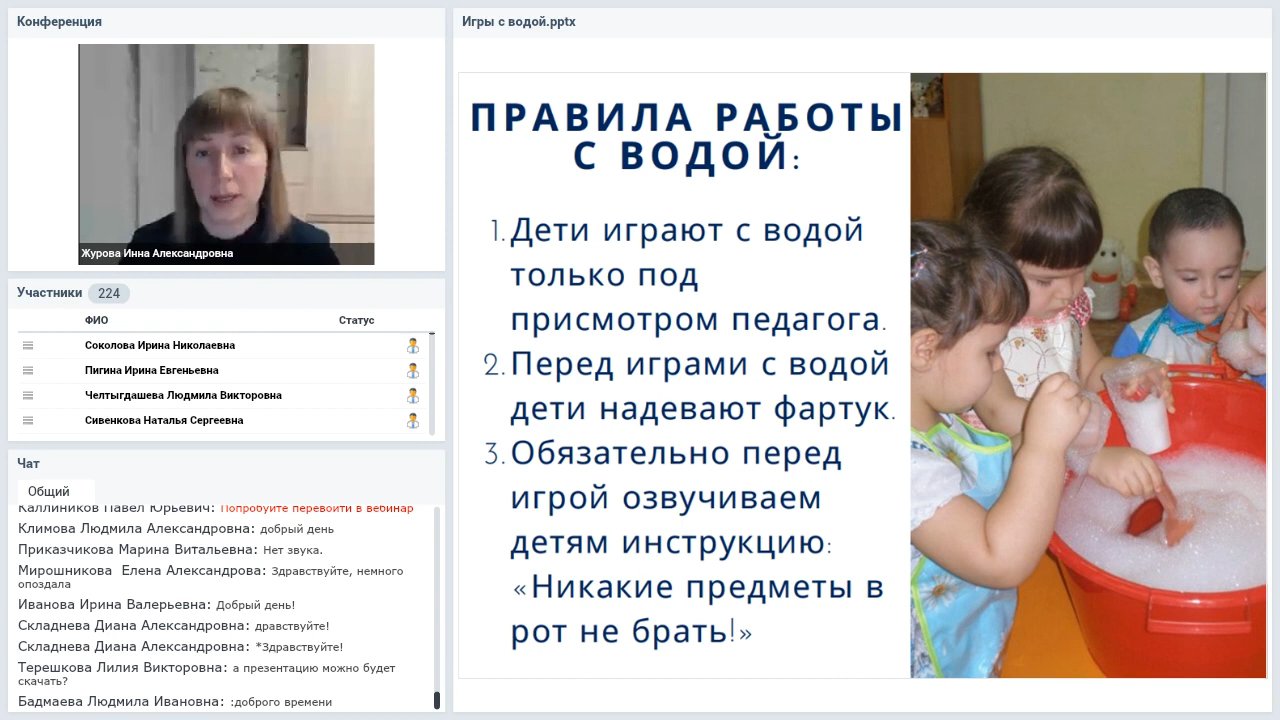 Конференция
Журова Инна Александровна
Участники 224
ФИО Статус
Соколова Ирина Николаевна
Пигина Ирина Евгеньевна
Челтыгдашева Людмила Викторовна
Сивенкова Наталья Сергеевна
Чат
Общий
Каллиников Павел Юрьевич: Попробуйте перевойти в вебинар
Климова Людмила Александровна: добрый день
Приказчикова Марина Витальевна: Нет звука.
Мирошникова  Елена Александрова: Здравствуйте, немного
опоздала
Иванова Ирина Валерьевна: Добрый день!
Складнева Диана Александровна: дравствуйте!
Складнева Диана Александровна: *Здравствуйте!
Терешкова Лилия Викторовна: а презентацию можно будет
скачать?
Бадмаева Людмила Ивановна: :доброго времени
Игры с водой.pptx
ПРАВИЛА РАБОТЫ
С ВОДОЙ:
1. Дети играют с водой
только под
присмотром педагога.
2. Перед играми с водой
дети надевают фартук.
3. Обязательно перед
игрой озвучиваем
детям инструкцию:
«Никакие предметы в
рот не брать!»